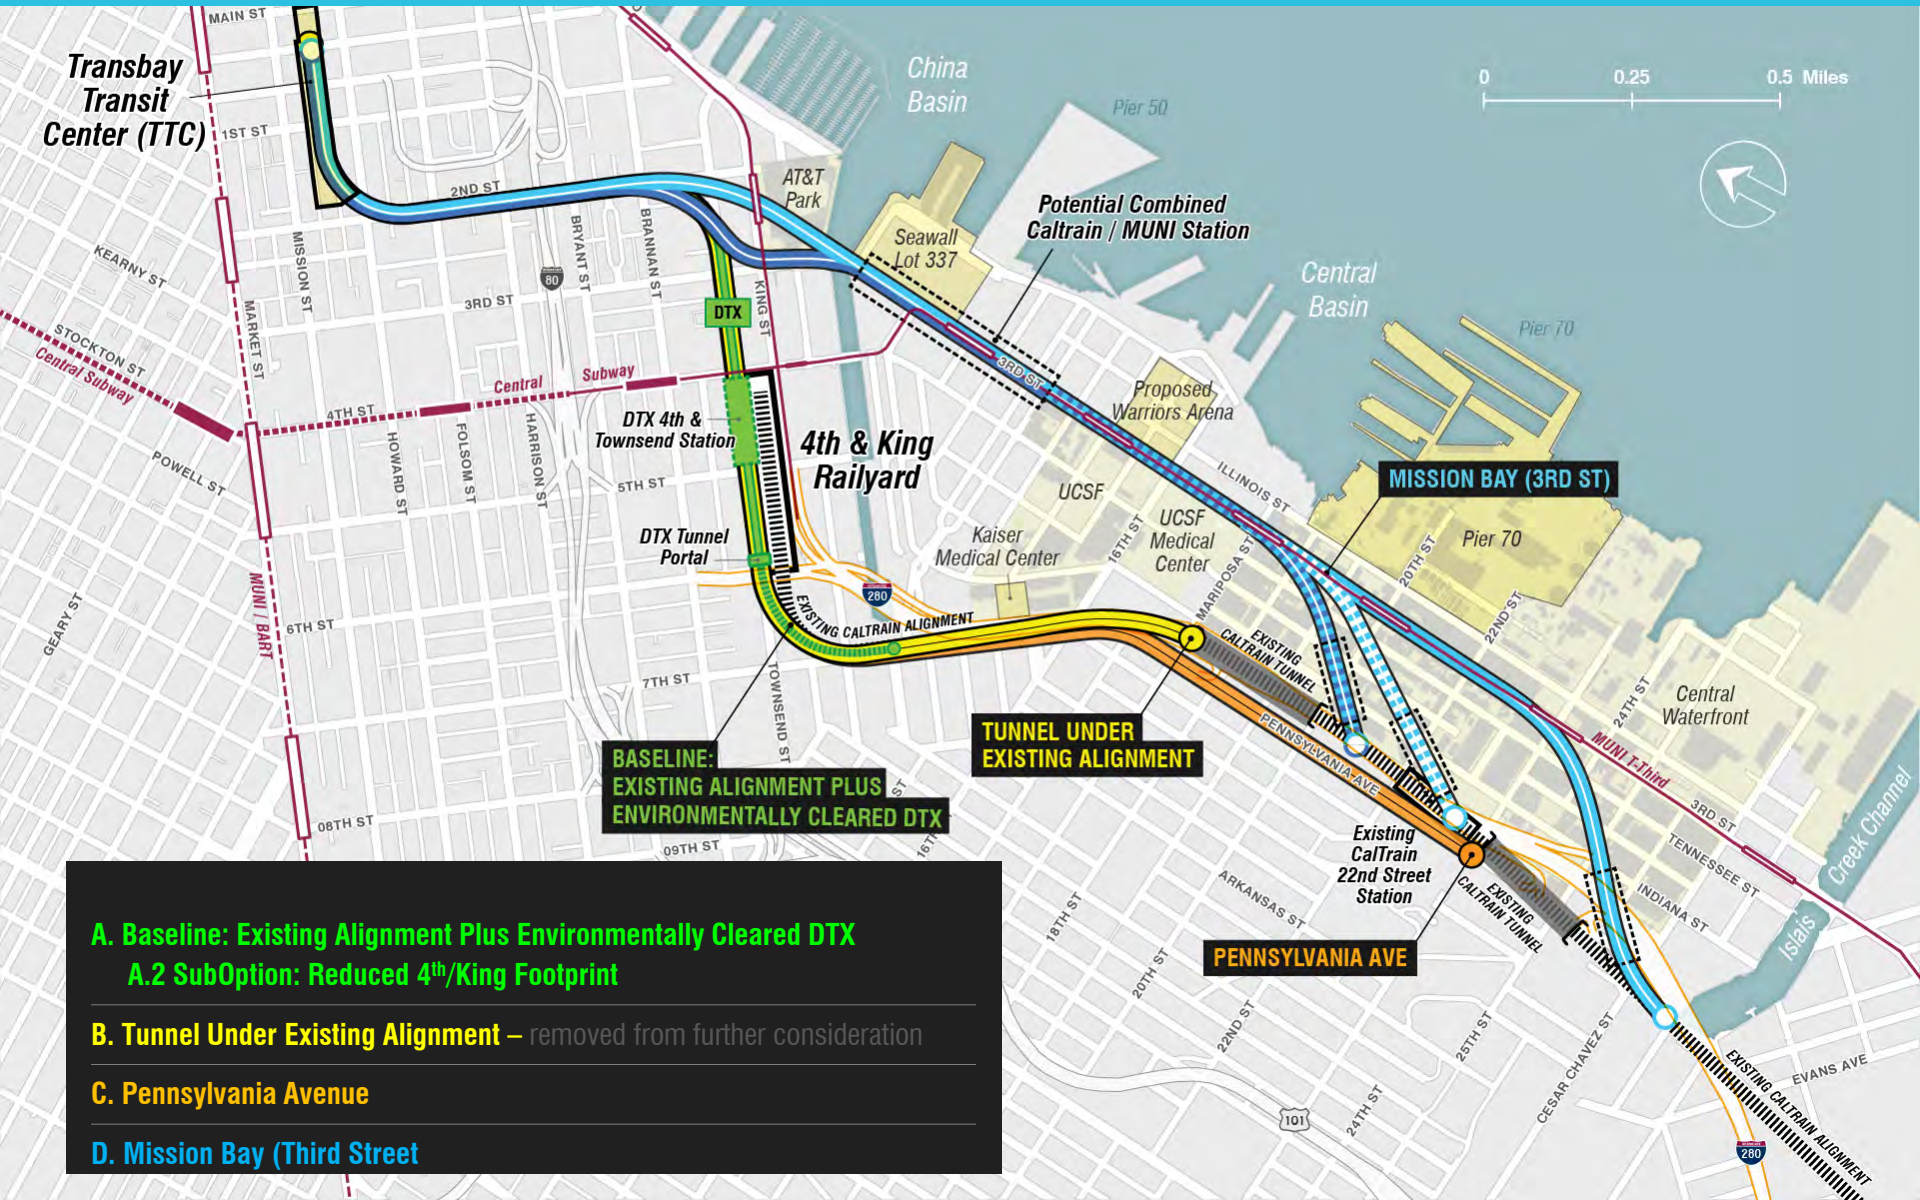 MAIN ST
Transbay
Transit
Center (TTC)
1ST ST
2ND ST
China
Basin
Pier 50
0 0.25 0.5 Miles
AT&T
Park
Potential Combined
Caltrain / MUNI Station
Seawall
Lot 337
Central
Basin
Pier 70
KEARNY ST
MISSION ST
BRYANT ST
BRANNAN ST
80
3RD ST
KING ST
DTX
STOCKTON ST
Central Subway
MARKET ST
Central Subway
4TH ST
3RD ST
DTX 4th &
Townsend Station
4th & King
Railyard
Proposed
Warriors Arena
HOWARD ST
FOLSOM ST
HARRISON ST
POWELL ST
5TH ST
UCSF
ILLINOIS ST
MISSION BAY (3RD ST)
DTX Tunnel
Portal
Kaiser
Medical Center
16TH ST
UCSF
Medical
Center
MARIPOSA ST
20TH ST
Pier 70
280
GEARY ST
MUNI / BART
6TH ST
EXISTING CALTRAIN ALIGNMENT
22ND ST
EXISTING
CALTRAIN TUNNEL
7TH ST
TOWNSEND ST
24TH ST
Central
Waterfront
TUNNEL UNDER
EXISTING ALIGNMENT
PENNSYLVANIA AVE
MUNI T-Third
BASELINE:
EXISTING ALIGNMENT PLUS
ENVIRONMENTALLY CLEARED DTX
ST
16TH
08TH ST
09TH ST
3RD ST
TENNESSEE ST
Creek Channel
Islais
Existing
CalTrain
22nd Street
Station
EXISTING
CALTRAIN TUNNEL
INDIANA ST
ARKANSAS ST
18TH ST
PENNSYLVANIA AVE
20TH ST
22ND ST
25TH ST
CESAR CHAVEZ ST
24TH ST
101
EVANS AVE
EXISTING CALTRAIN ALIGNMENT
280
A. Baseline: Existing Alignment Plus Environmentally Cleared DTX
A.2 SubOption: Reduced 4th/King Footprint
B. Tunnel Under Existing Alignment – removed from further consideration
C. Pennsylvania Avenue
D. Mission Bay (Third Street